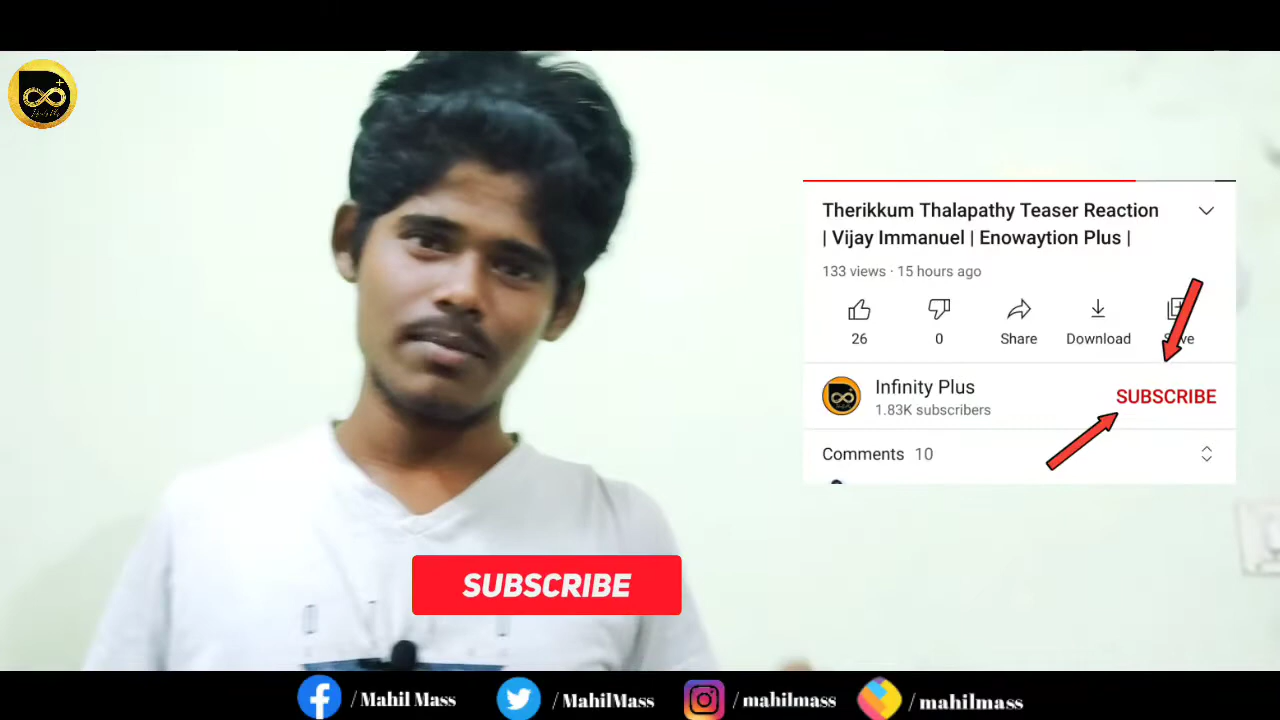 Therikkum Thalapathy Teaser Reaction
| Vijay Immanuel | Enowaytion Plus |
133 views · 15 hours ago
26
0
Share
Download
Infinity Plus
SUBSCRIBE
1.83K subscribers
Comments 10
SUBSCRIBE
/Mahil Mass
/MahilMass
/mahilmass
/mahilmass